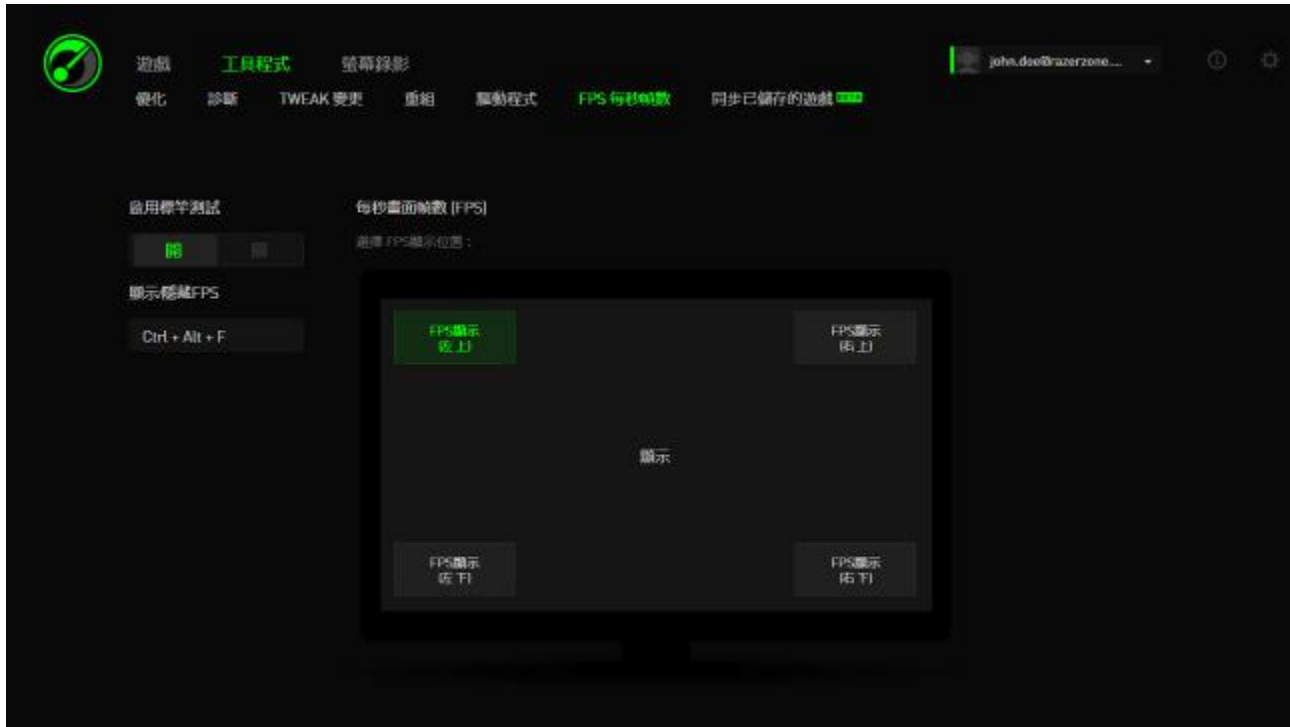 遊戲 工具程式 螢幕錄影 john.doe@razerzone....
優化 診斷 TWEAK 變更 重組 驅動程式 FPS 每秒幀數 同步已儲存的遊戲 BETA
啟用標竿測試
開 關
顯示/隱藏FPS
Ctrl + Alt + F
每秒畫面幀數 (FPS)
選擇 FPS顯示位置：
FPS顯示
(左上)
FPS顯示
(右上)
顯示
FPS顯示
(左下)
FPS顯示
(右下)